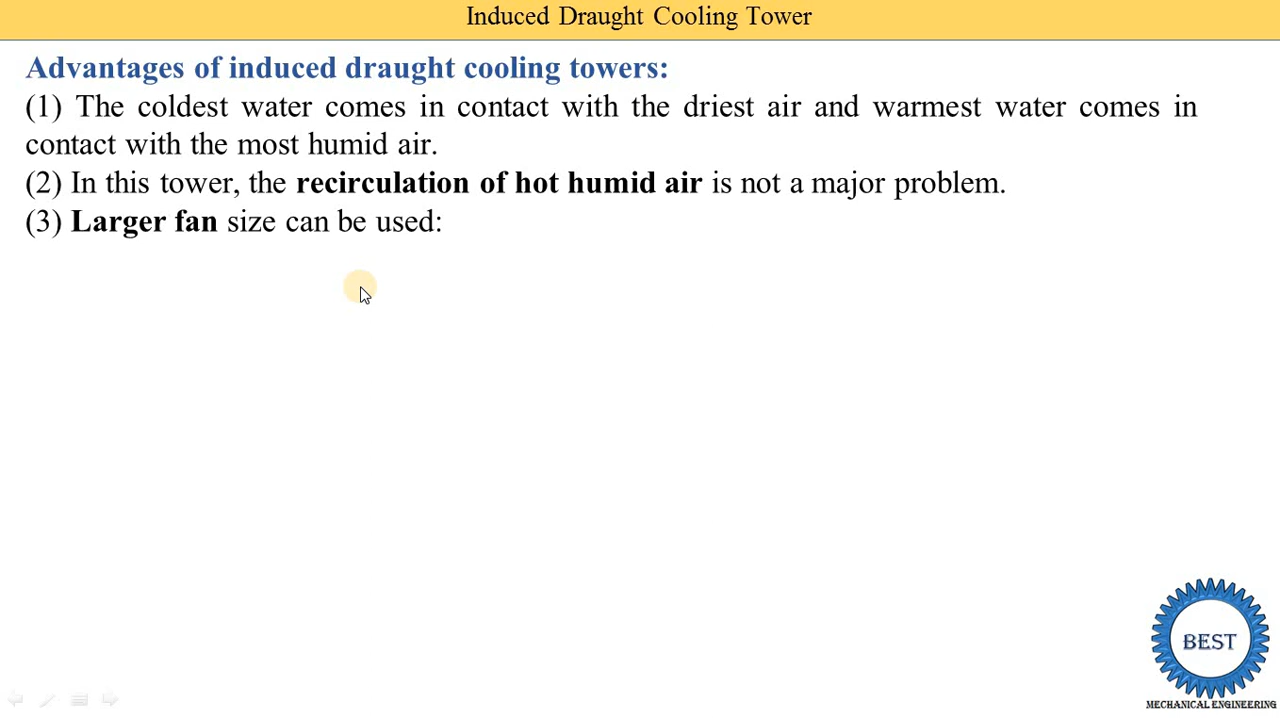 Induced Draught Cooling Tower
Advantages of induced draught cooling towers:
(1) The coldest water comes in contact with the driest air and warmest water comes in
contact with the most humid air.
(2) In this tower, the recirculation of hot humid air is not a major problem.
(3) Larger fan size can be used:
BEST
MECHANICAL ENGINEERING